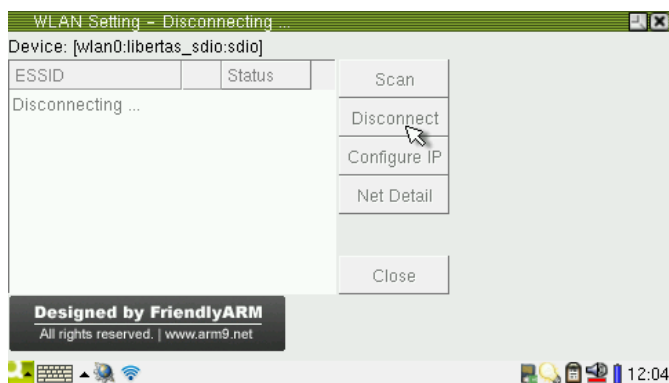 WLAN Setting – Disconnecting ...
Device: [wlan0:libertas_sdio:sdio]
ESSID Status
Disconnecting ...
Scan
Disconnect
Configure IP
Net Detail
Close
Designed by FriendlyARM
All rights reserved. | www.arm9.net
12:04